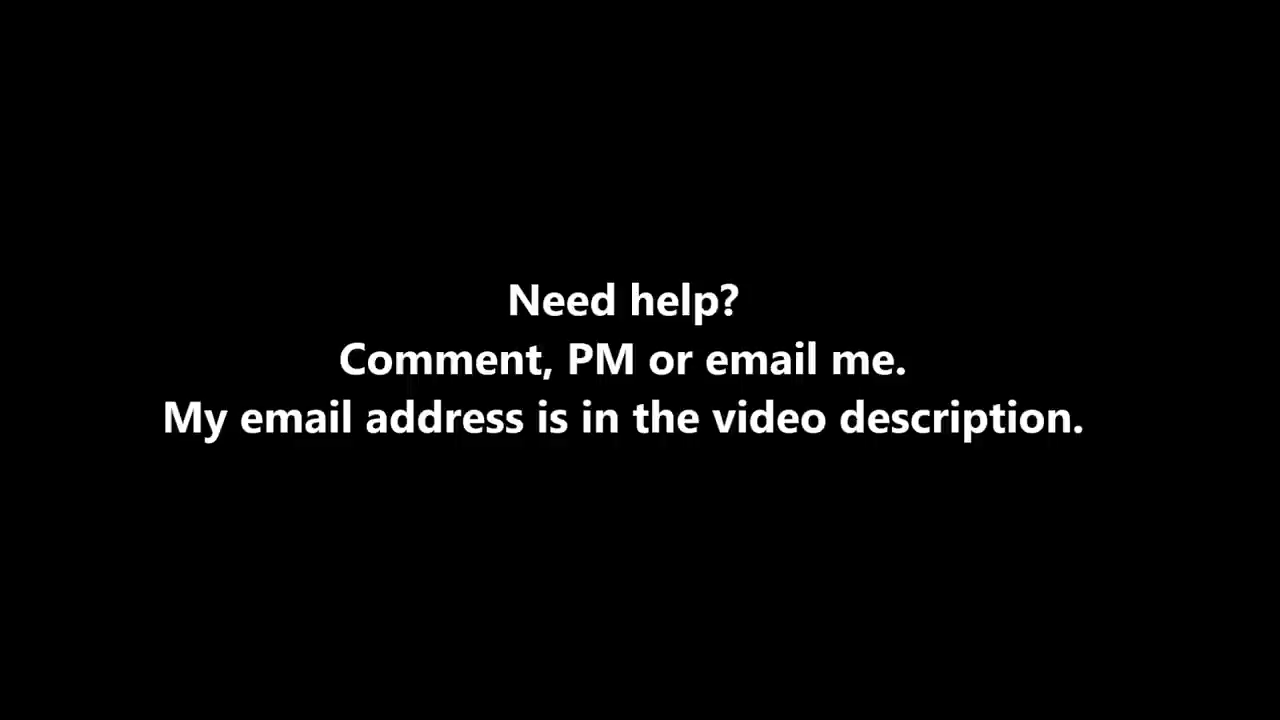 Need help?
Comment, PM or email me.
My email address is in the video description.